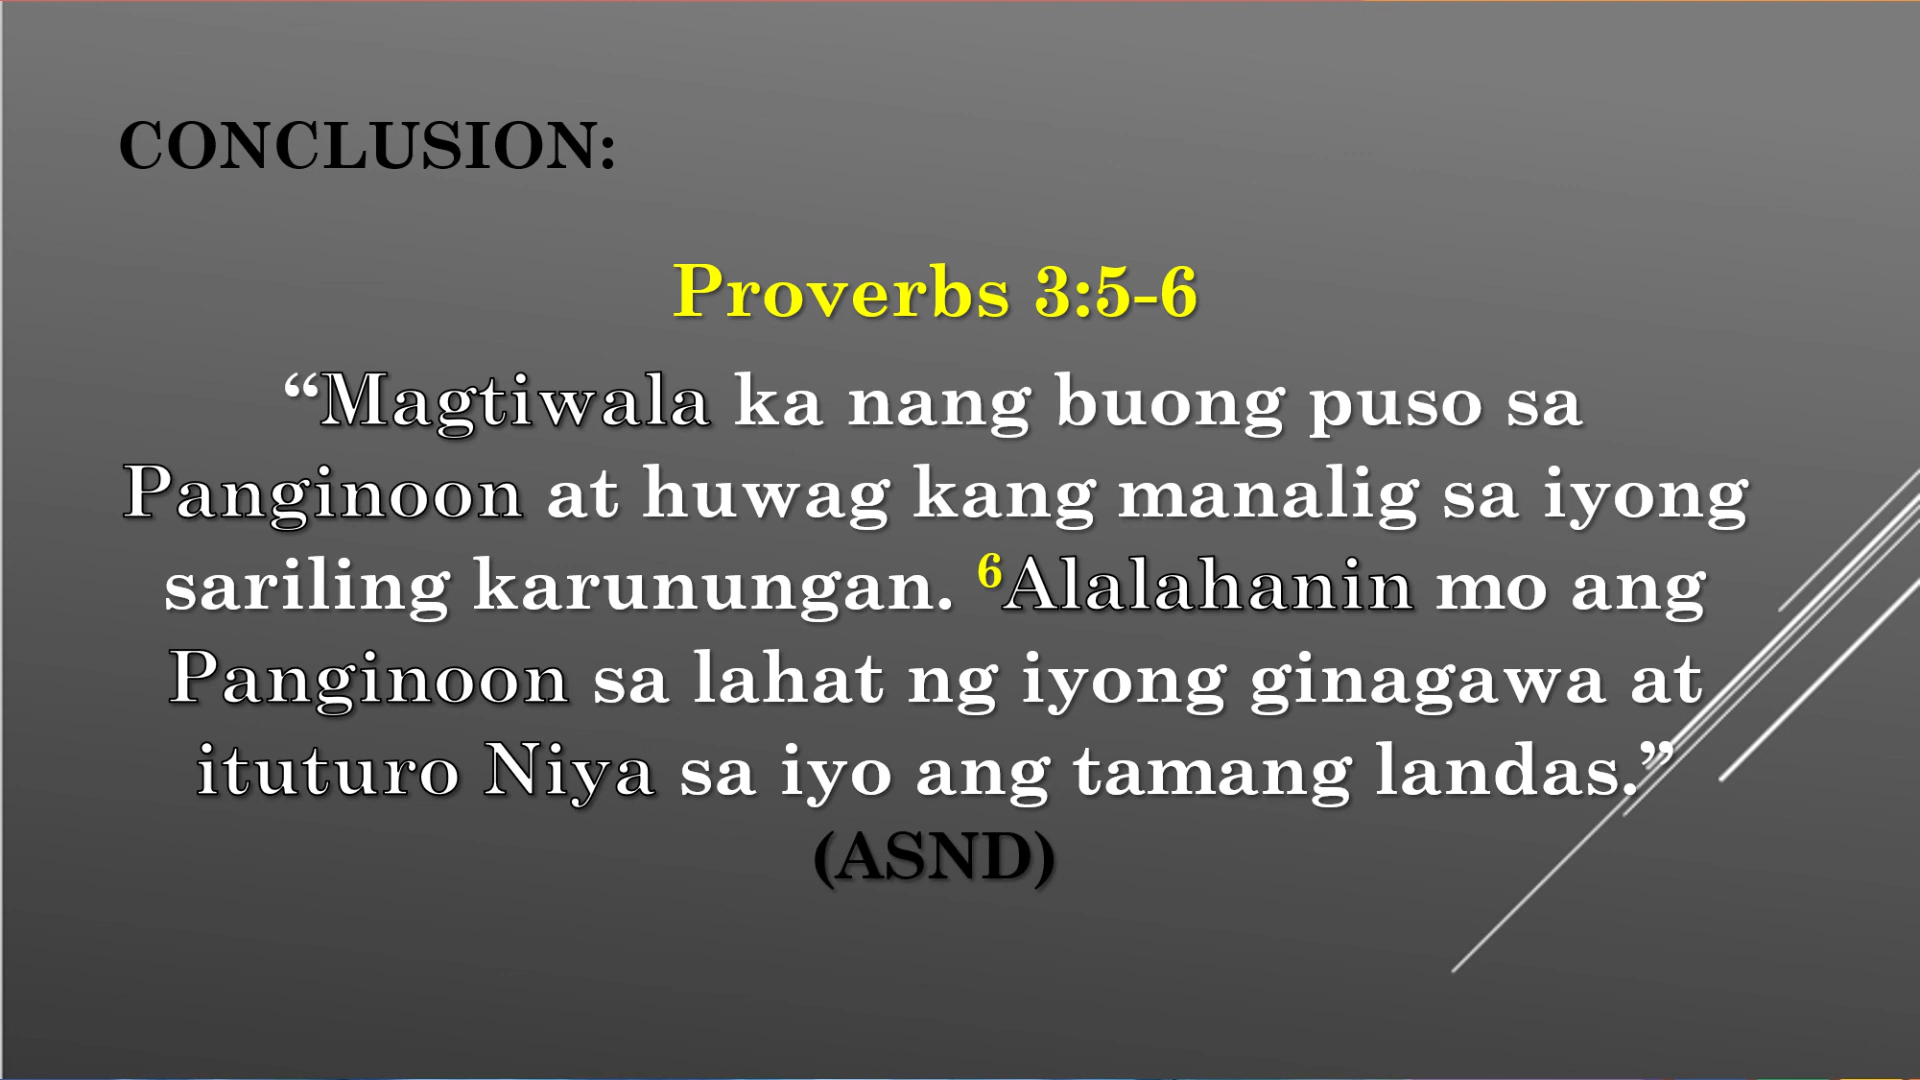 CONCLUSION:
Proverbs 3:5-6
“Magtiwala ka nang buong puso sa
Panginoon at huwag kang manalig sa iyong
sariling karunungan. ⁶Alalahanin mo ang
Panginoon sa lahat ng iyong ginagawa at
ituturo Niya sa iyo ang tamang landas.”
(ASND)